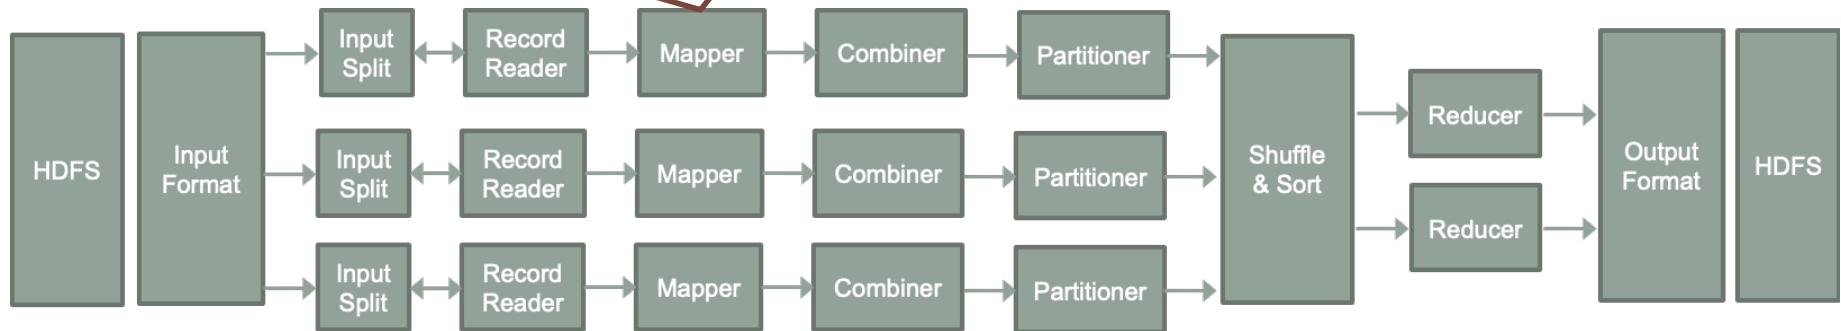 HDFS
Input
Format
Input
Split
Record
Reader
Mapper
Combiner
Partitioner
Input
Split
Record
Reader
Mapper
Combiner
Partitioner
Input
Split
Record
Reader
Mapper
Combiner
Partitioner
Shuffle
& Sort
Reducer
Reducer
Output
Format
HDFS